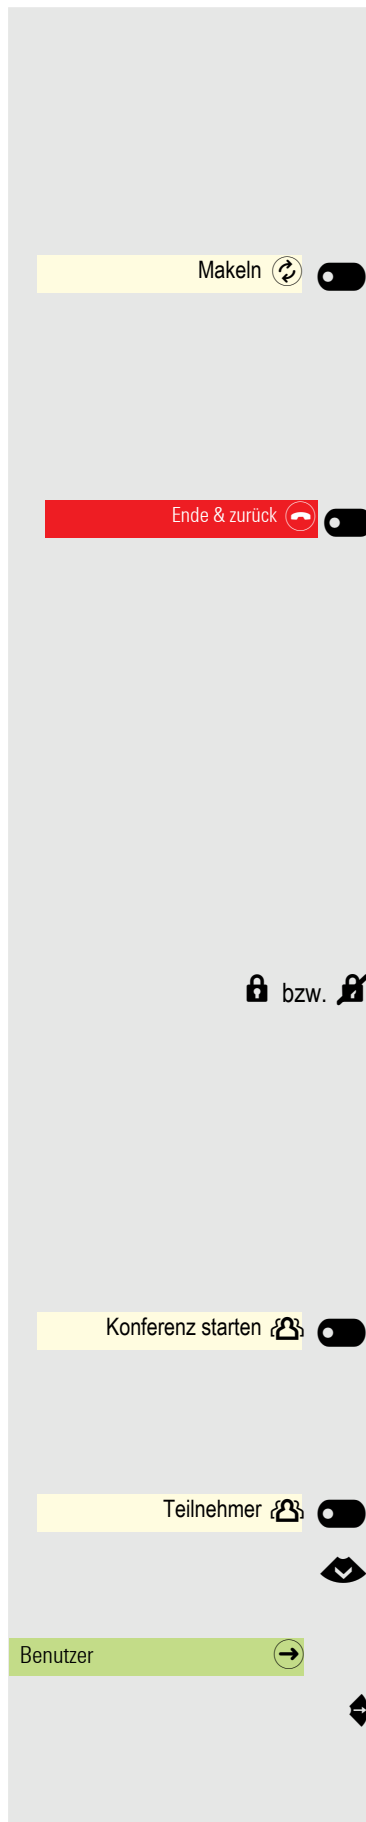 Makeln
Ende & zurück
bzw.
Konferenz starten
Teilnehmer
Benutzer